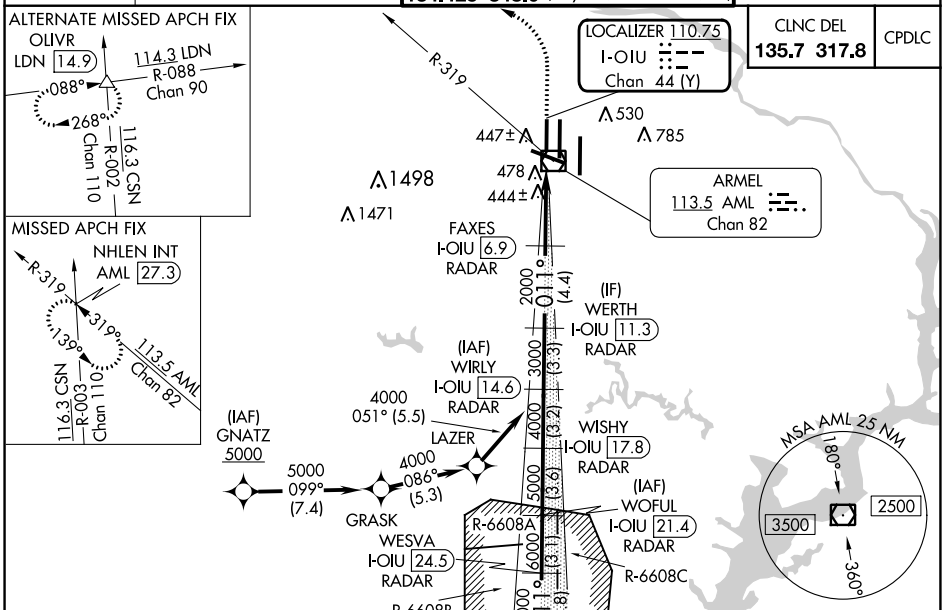 ALTERNATE MISSED APCH FIX
OLIVR
LDN 14.9
114.3 LDN
R-088
Chan 90
088°
268°
116.3 CSN
R-002
Chan 110
MISSED APCH FIX
NHLEN INT
AML 27.3
R-319
319°
139°
113.5 AML
Chan 82
116.3 CSN
R-003
Chan 110
R-319
LOCALIZER 110.75
I-OIU
Chan 44 (Y)
CLNC DEL
135.7 317.8
CPDLC
530
785
447±
478
444±
1498
1471
ARMEL
113.5 AML
Chan 82
FAXES
I-OIU 6.9
RADAR
2000
011°
(4.4)
(IF)
WERTH
I-OIU 11.3
RADAR
3000
(3.3)
(IAF)
WIRLY
I-OIU 14.6
RADAR
4000
(3.2)
4000
051° (5.5)
LAZER
WISHY
I-OIU 17.8
RADAR
5000
(3.6)
(IAF)
GNATZ
5000
5000
099°
(7.4)
GRASK
4000
086°
(5.3)
(IAF)
WOFUL
I-OIU 21.4
RADAR
R-6608A
6000
(3.1)
WESVA
I-OIU 24.5
RADAR
R-6608C
R-6608B
MSA AML 25 NM
180°
3500
2500
360°